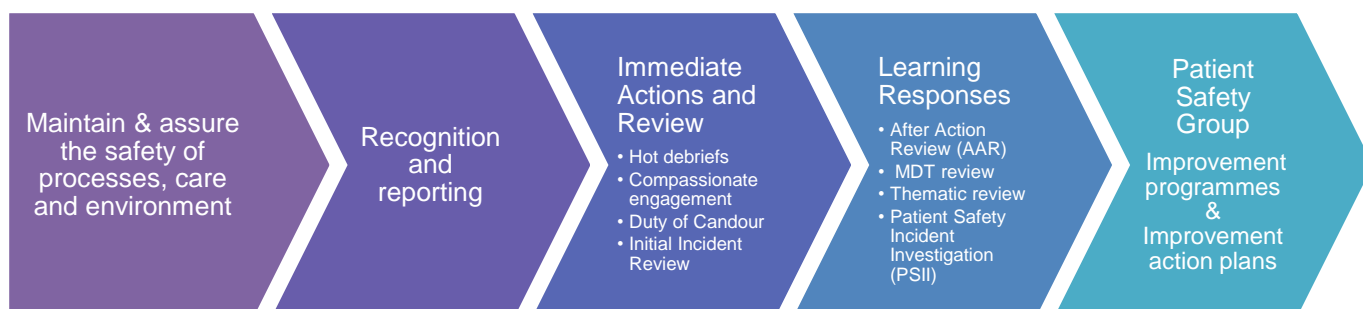 Maintain & assure
the safety of
processes, care
and environment
Recognition
and
reporting
Immediate
Actions and
Review
• Hot debriefs
• Compassionate
engagement
• Duty of Candour
• Initial Incident
Review
Learning
Responses
• After Action
Review (AAR)
• MDT review
• Thematic review
• Patient Safety
Incident
Investigation
(PSII)
Patient
Safety
Group
Improvement
programmes
&
Improvement
action plans